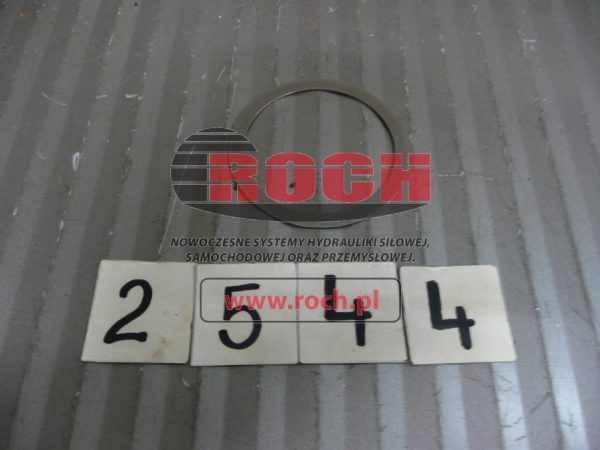 ROCH
NOWOCZESNE SYSTEMY HYDRAULIKI SIŁOWEJ,
SAMOCHODOWEJ ORAZ PRZEMYSŁOWEJ.
www.roch.pl
2 5 4 4